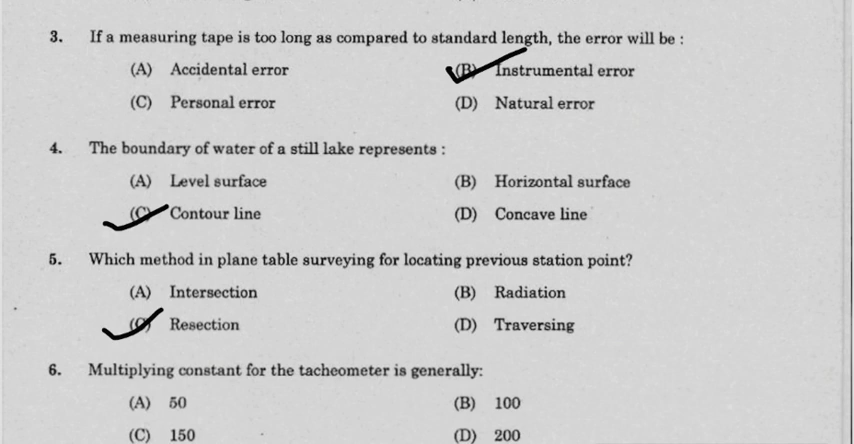 3. If a measuring tape is too long as compared to standard length, the error will be :
(A) Accidental error (B) Instrumental error
(C) Personal error (D) Natural error
4. The boundary of water of a still lake represents :
(A) Level surface (B) Horizontal surface
(C) Contour line (D) Concave line
5. Which method in plane table surveying for locating previous station point?
(A) Intersection (B) Radiation
(C) Resection (D) Traversing
6. Multiplying constant for the tacheometer is generally:
(A) 50 (B) 100
(C) 150 (D) 200